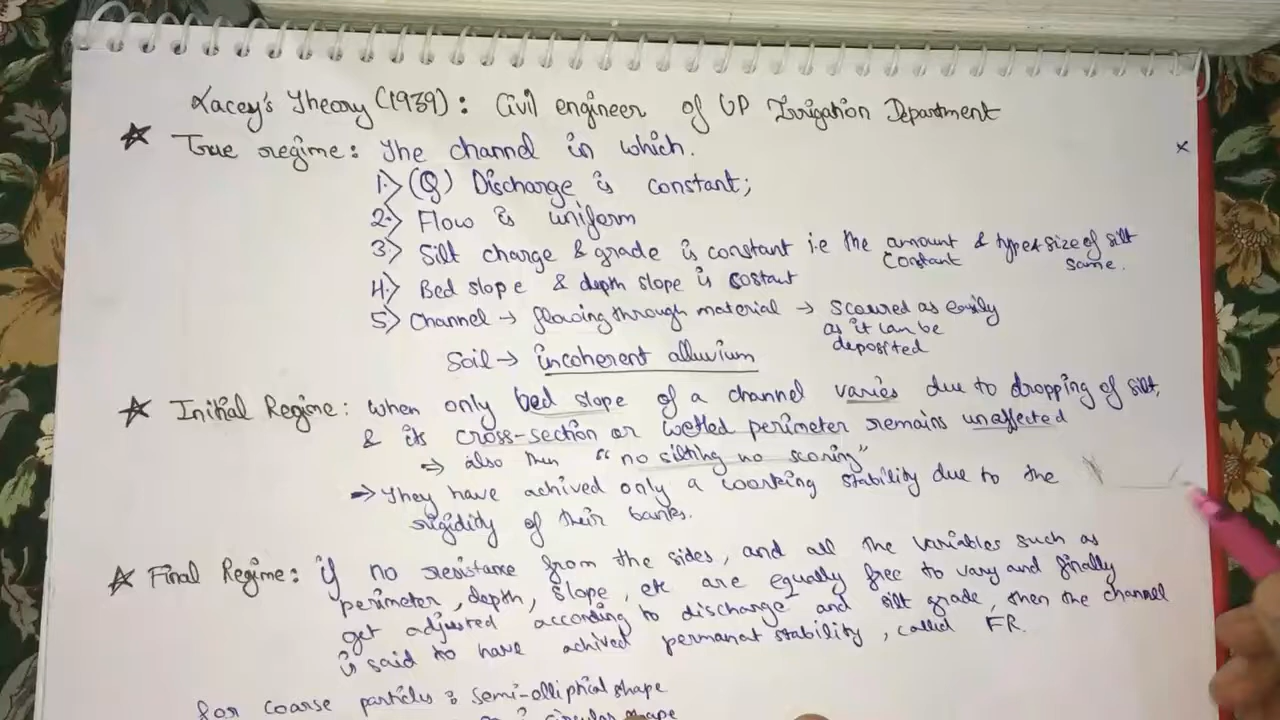 Lacey's Theory (1939): Civil engineer of UP Irrigation Department
★ True regime: The channel in which.
1.> (Q) Discharge is constant;
2.> Flow is uniform
3.> Silt charge & grade is constant i.e the amount & type & size of silt
constant same.
4.> Bed slope & depth slope is costant
5.> Channel → flowing through material → scoured as easily
as it can be
deposited
Soil → incoherent alluvium
★ Initial Regime: when only bed slope of a channel varies due to dropping of silt,
& its cross-section or wetted perimeter remains unaffected
⇒ also then "no silting no scoring"
→ They have achived only a working stability due to the
rigidity of their banks.
★ Final Regime: if no resistance from the sides, and all the variables such as
perimeter, depth, slope, etc are equally free to vary and finally
get adjusted according to discharge and silt grade, then the channel
is said to have achived permanat stability, called FR.
for coarse particles : semi-elliptical shape
circular shape
x